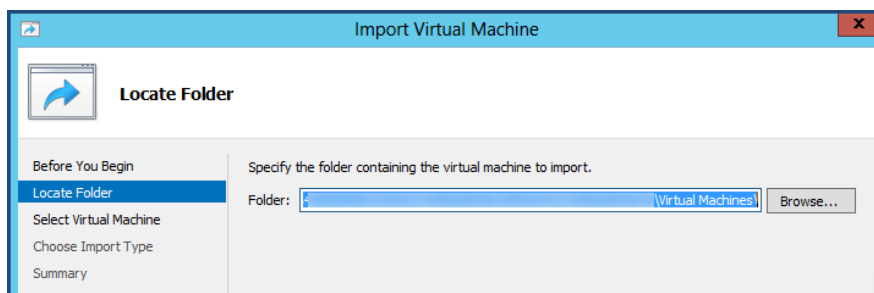 Import Virtual Machine
x
Locate Folder
Before You Begin
Locate Folder
Select Virtual Machine
Choose Import Type
Summary
Specify the folder containing the virtual machine to import.
Folder: \Virtual Machines\ Browse...